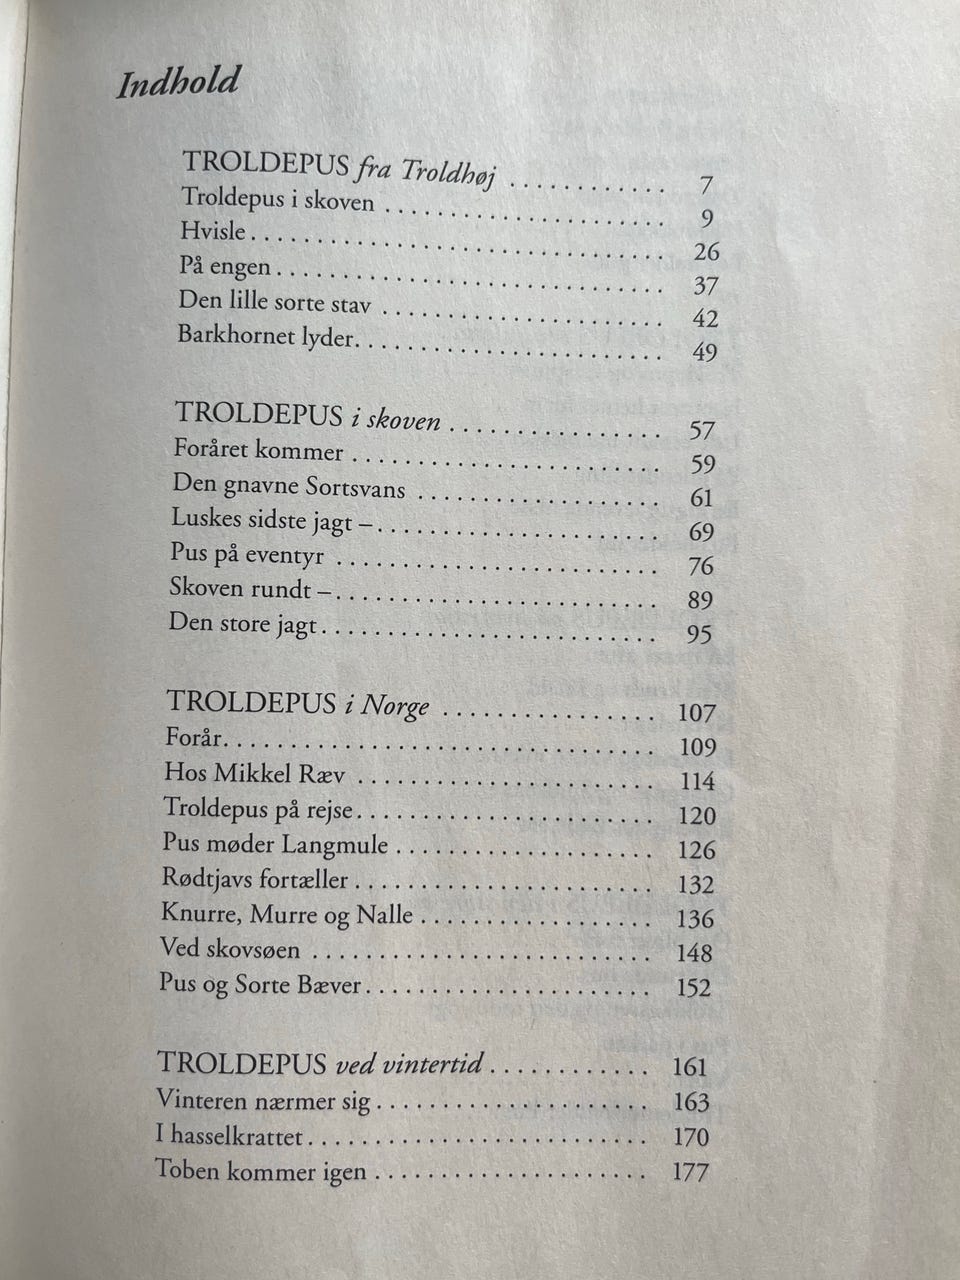 Indhold
TROLDEPUS fra Troldhøj . . . . . . . . . . . . 7
Troldepus i skoven . . . . . . . . . . . . . . . . . . . . . 9
Hvisle . . . . . . . . . . . . . . . . . . . . . . . . . . . . . . . 26
På engen . . . . . . . . . . . . . . . . . . . . . . . . . . . . . 37
Den lille sorte stav . . . . . . . . . . . . . . . . . . . . . 42
Barkhornet lyder. . . . . . . . . . . . . . . . . . . . . . . 49
TROLDEPUS i skoven . . . . . . . . . . . . . . . . 57
Foråret kommer . . . . . . . . . . . . . . . . . . . . . . . 59
Den gnavne Sortsvans . . . . . . . . . . . . . . . . . . 61
Luskes sidste jagt – . . . . . . . . . . . . . . . . . . . . . 69
Pus på eventyr . . . . . . . . . . . . . . . . . . . . . . . . 76
Skoven rundt – . . . . . . . . . . . . . . . . . . . . . . . . 89
Den store jagt . . . . . . . . . . . . . . . . . . . . . . . . . 95
TROLDEPUS i Norge . . . . . . . . . . . . . . . . 107
Forår. . . . . . . . . . . . . . . . . . . . . . . . . . . . . . . . 109
Hos Mikkel Ræv . . . . . . . . . . . . . . . . . . . . . . 114
Troldepus på rejse. . . . . . . . . . . . . . . . . . . . . . 120
Pus møder Langmule . . . . . . . . . . . . . . . . . . . 126
Rødtjavs fortæller . . . . . . . . . . . . . . . . . . . . . . 132
Knurre, Murre og Nalle . . . . . . . . . . . . . . . . . 136
Ved skovsøen . . . . . . . . . . . . . . . . . . . . . . . . . 148
Pus og Sorte Bæver. . . . . . . . . . . . . . . . . . . . . 152
TROLDEPUS ved vintertid . . . . . . . . . . . . 161
Vinteren nærmer sig . . . . . . . . . . . . . . . . . . . . 163
I hasselkrattet . . . . . . . . . . . . . . . . . . . . . . . . . 170
Toben kommer igen . . . . . . . . . . . . . . . . . . . . 177